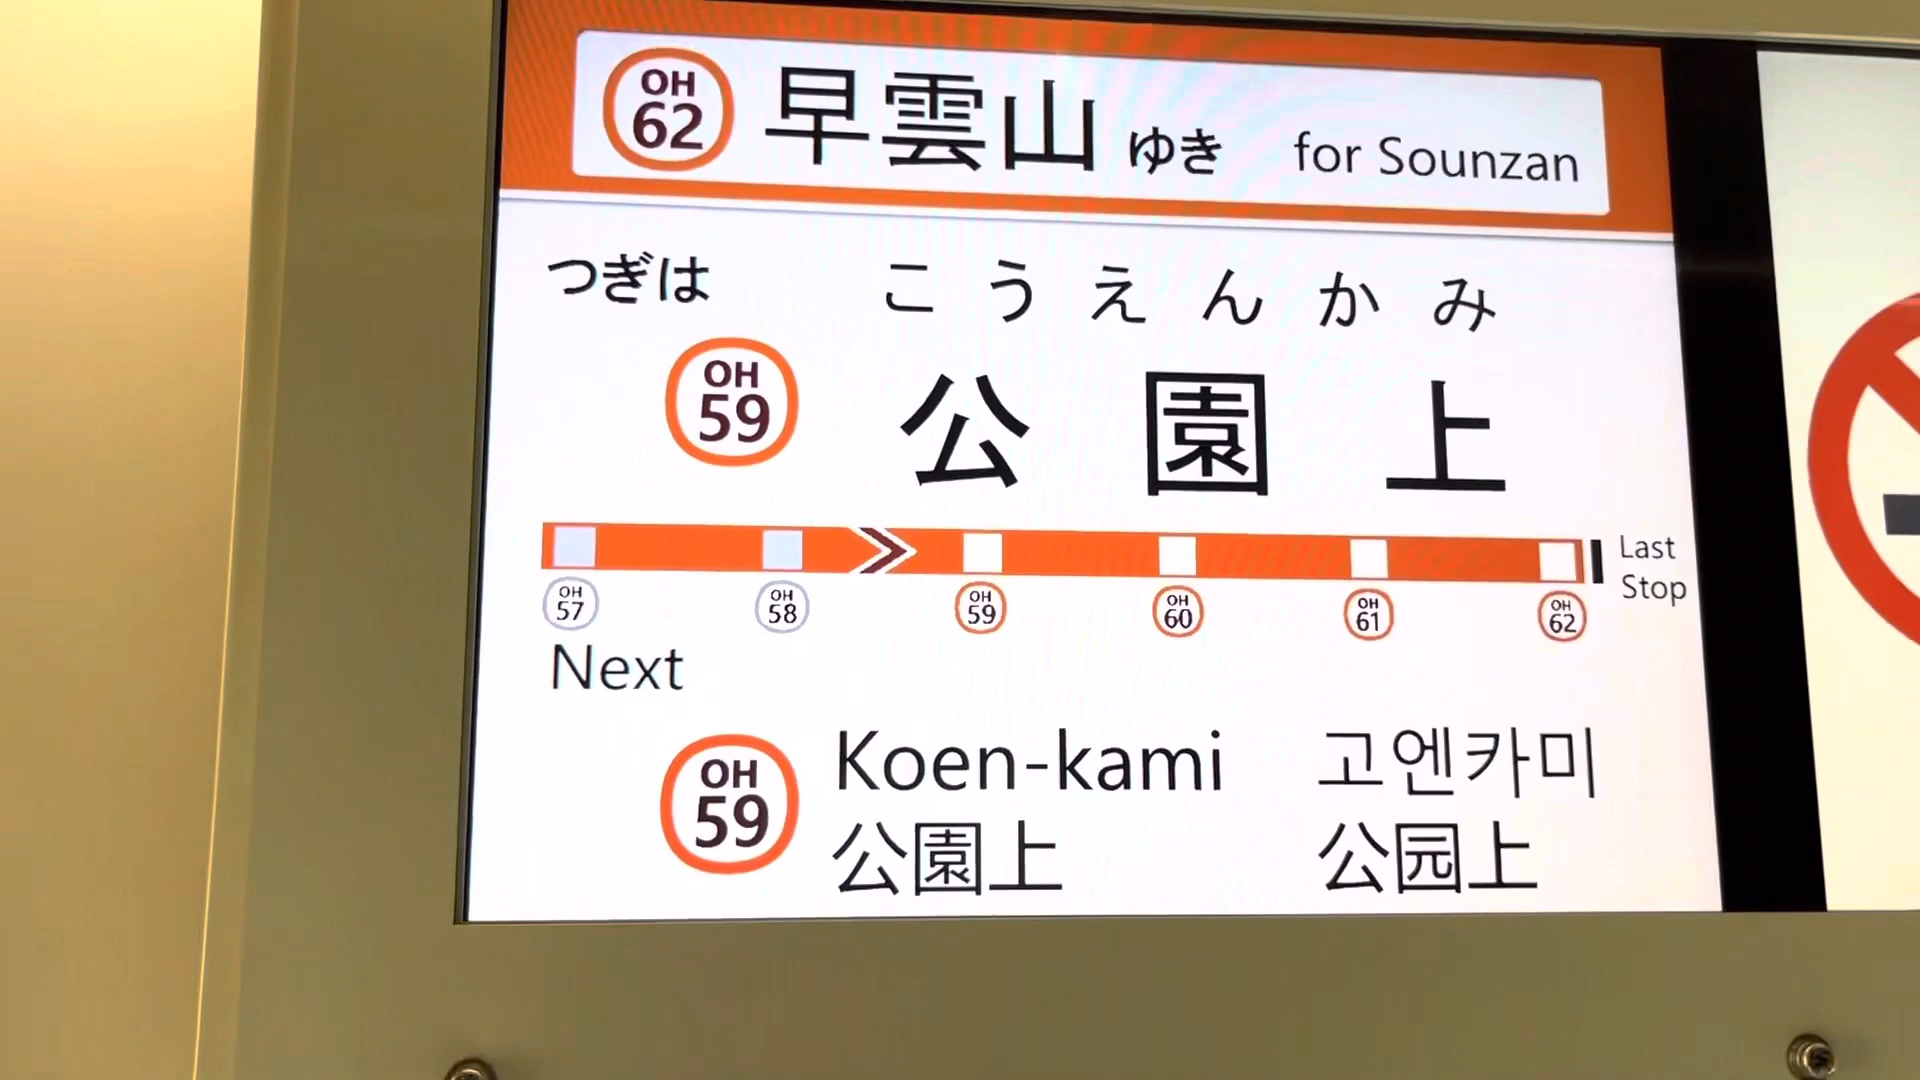 OH 62 早雲山 ゆき for Sounzan
つぎは こうえんかみ
OH 59 公園上
Last Stop
OH 57 OH 58 OH 59 OH 60 OH 61 OH 62
Next
OH 59 Koen-kami 고엔카미
公園上 公园上